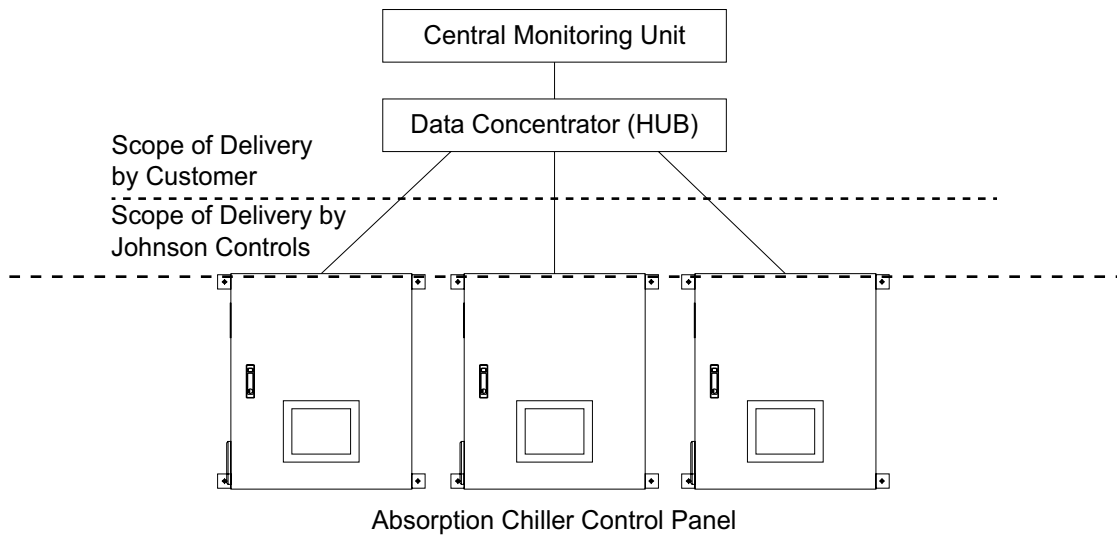 Central Monitoring Unit
Data Concentrator (HUB)
Scope of Delivery
by Customer
Scope of Delivery by
Johnson Controls
Absorption Chiller Control Panel